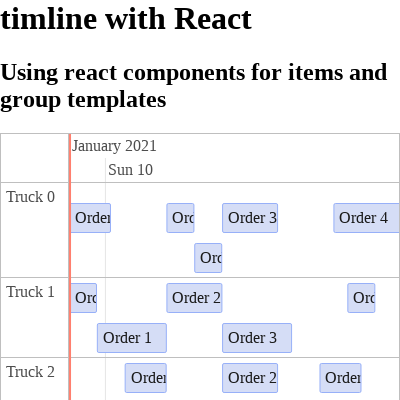 timline with React
Using react components for items and
group templates
January 2021
Sun 10
Truck 0
Order
Orc
Order 3
Order 4
Orc
Truck 1
Orc
Order 2
Orc
Order 1
Order 3
Truck 2
Order
Order 2
Order